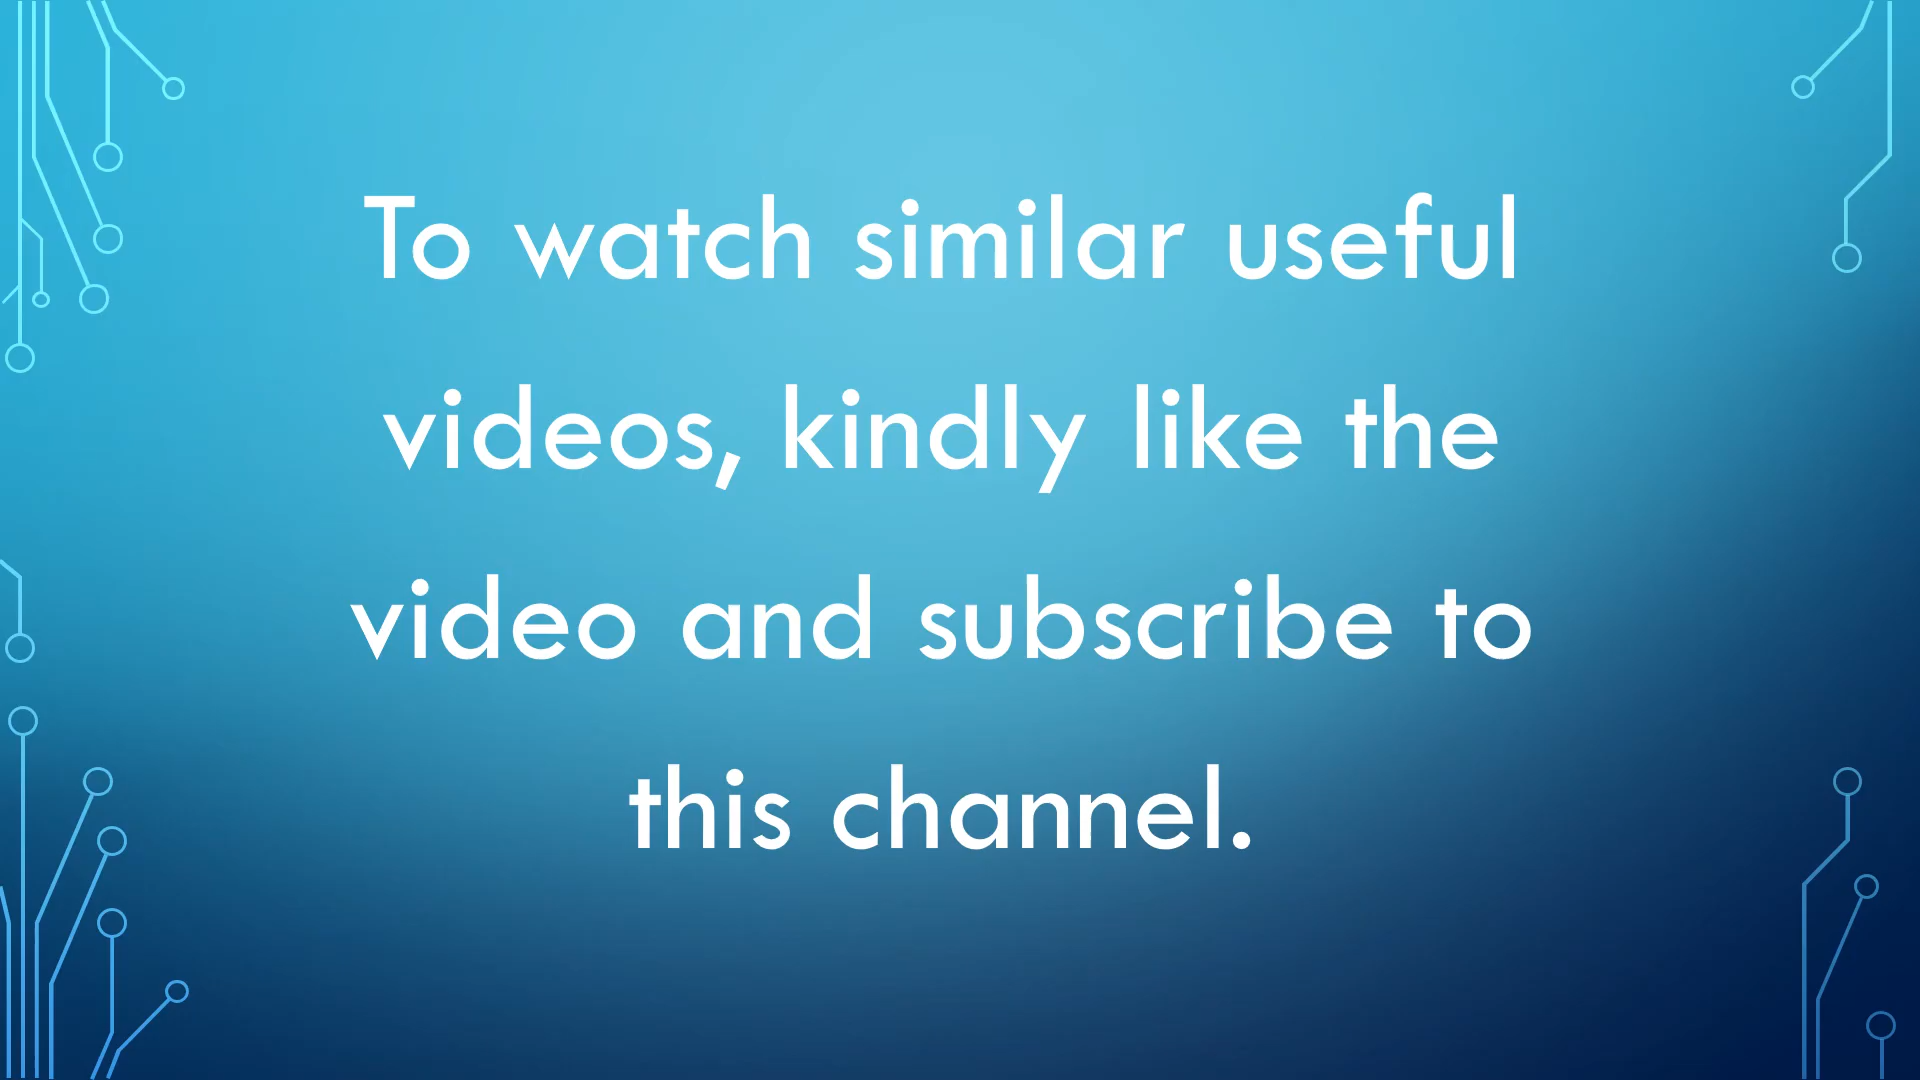 To watch similar useful
videos, kindly like the
video and subscribe to
this channel.